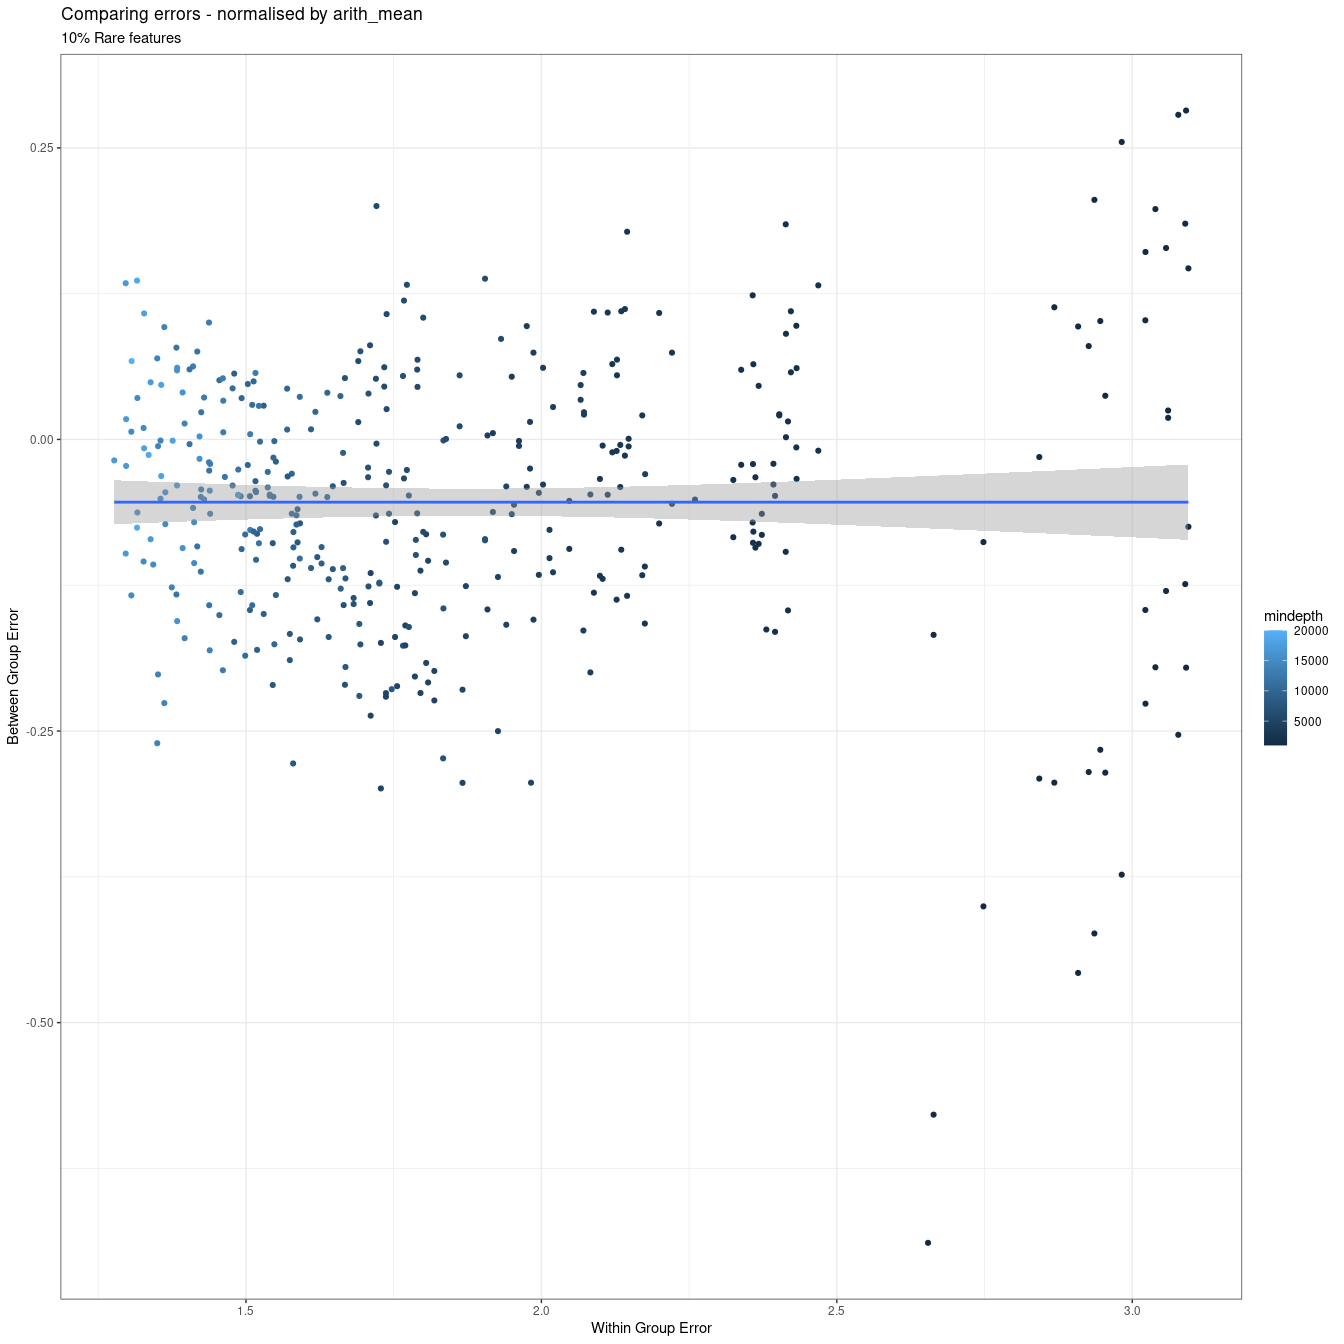 Comparing errors - normalised by arith_mean
10% Rare features
Between Group Error
0.25
0.00
-0.25
-0.50
1.5
2.0
2.5
3.0
Within Group Error
mindepth
20000
15000
10000
5000